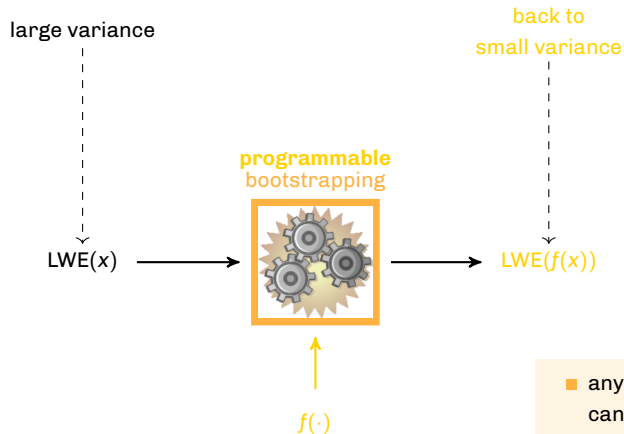 large variance
back to
small variance
programmable
bootstrapping
LWE(x)
LWE(f(x))
f(·)
any
can